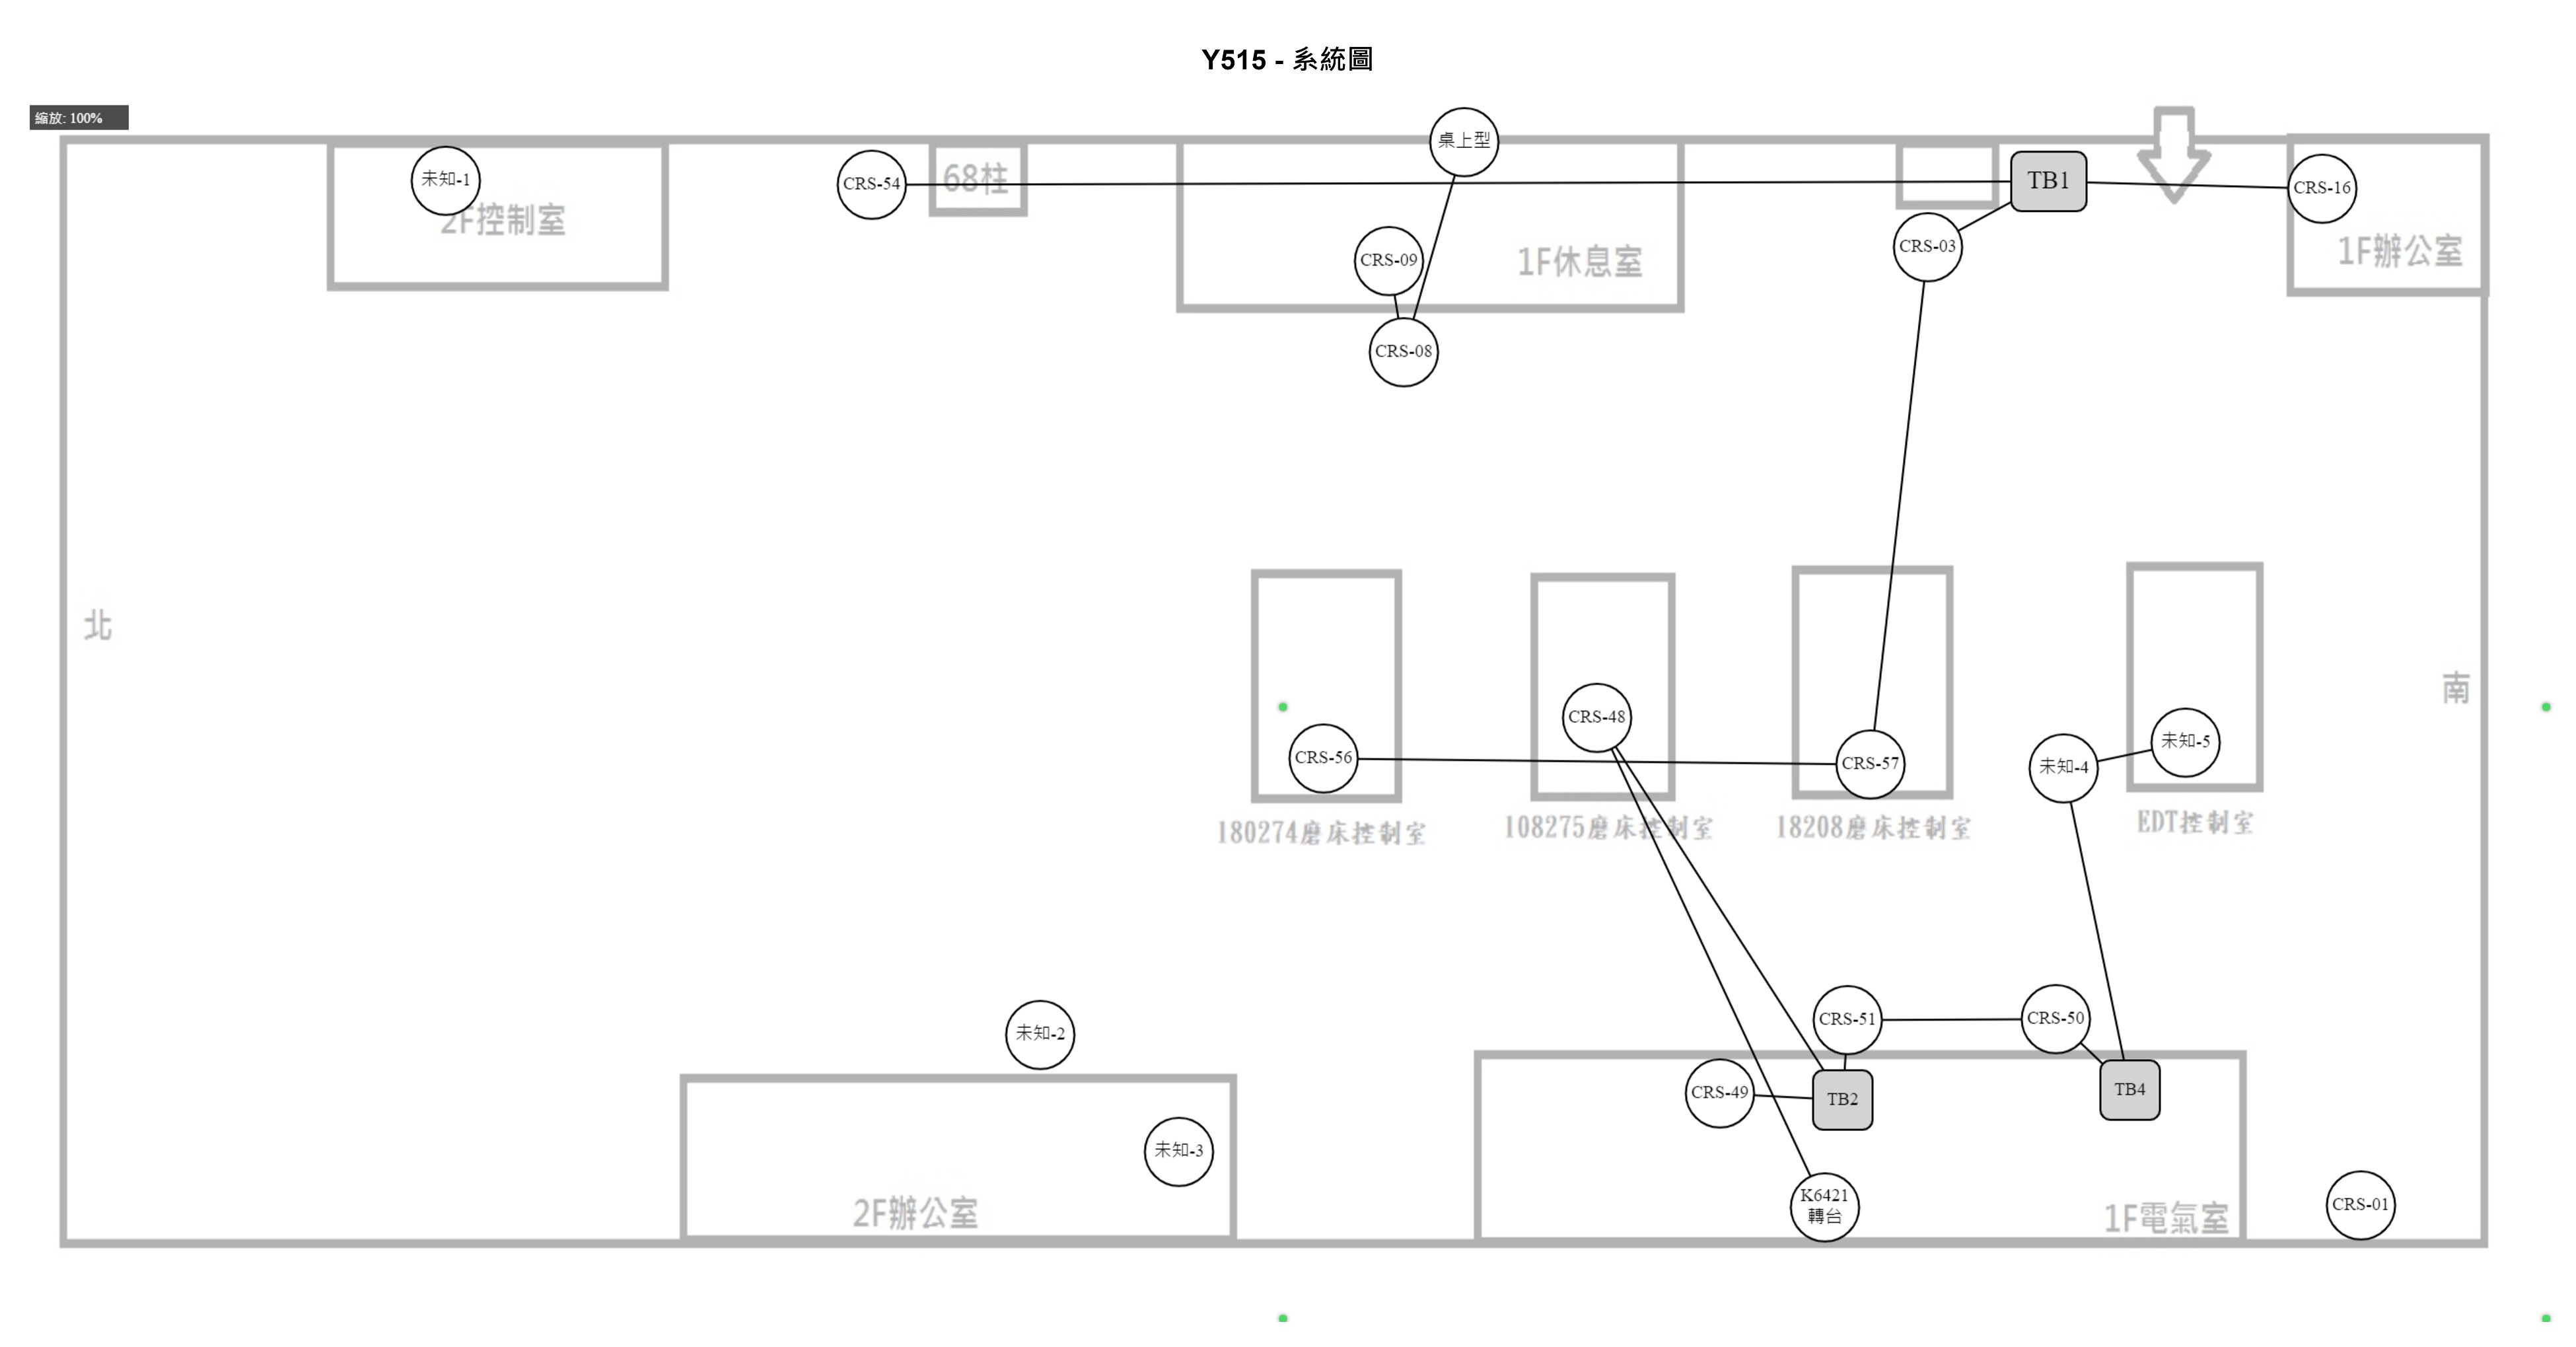 Y515 - 系統圖
縮放: 100%
桌上型
未知-1
2F控制室
CRS-54
68柱
TB1
CRS-16
CRS-03
1F辦公室
CRS-09
1F休息室
CRS-08
北
南
CRS-48
CRS-56
CRS-57
未知-4
未知-5
180274磨床控制室
108275磨床控制室
18208磨床控制室
EDT控制室
未知-2
CRS-51
CRS-50
CRS-49
TB2
TB4
未知-3
2F辦公室
K6421
轉台
1F電氣室
CRS-01